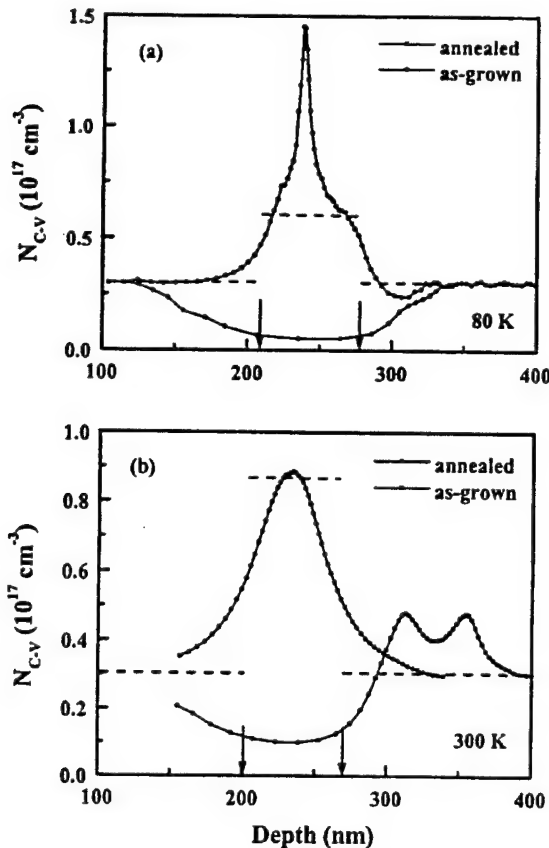 1.5
(a)
annealed
as-grown
1.0
N_C-V (10^17 cm^-3)
0.5
80 K
0.0
100 200 300 400
1.0
(b)
annealed
as-grown
0.8
0.6
N_C-V (10^17 cm^-3)
0.4
0.2
300 K
0.0
100 200 300 400
Depth (nm)